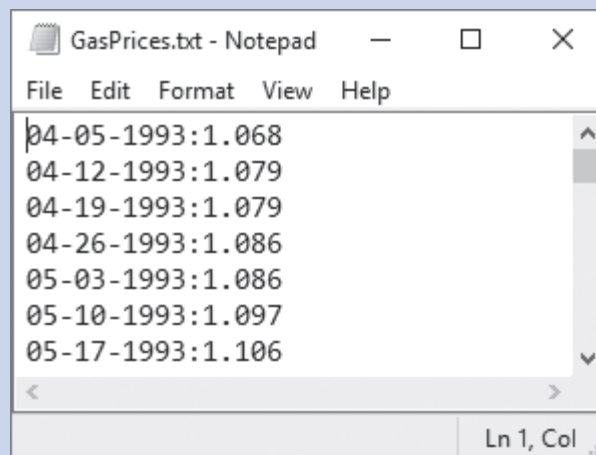 GasPrices.txt - Notepad
File Edit Format View Help
04-05-1993:1.068
04-12-1993:1.079
04-19-1993:1.079
04-26-1993:1.086
05-03-1993:1.086
05-10-1993:1.097
05-17-1993:1.106
Ln 1, Col